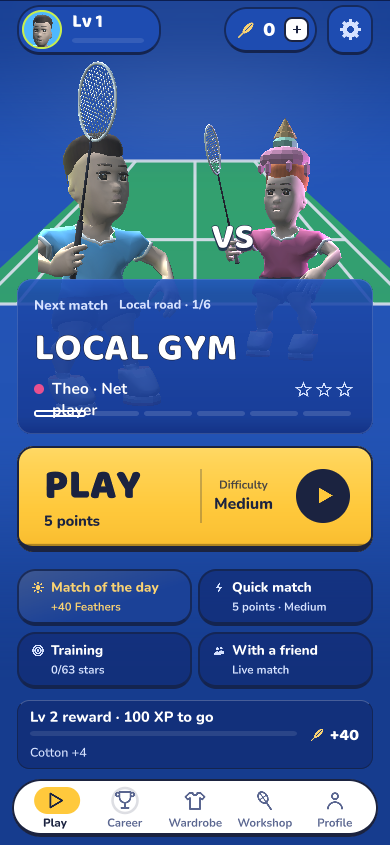 Lv 1
0
+
VS
Next match Local road · 1/6
LOCAL GYM
Theo · Net
player
PLAY
5 points
Difficulty
Medium
Match of the day
+40 Feathers
Quick match
5 points · Medium
Training
0/63 stars
With a friend
Live match
Lv 2 reward · 100 XP to go
+40
Cotton +4
Play
Career
Wardrobe
Workshop
Profile